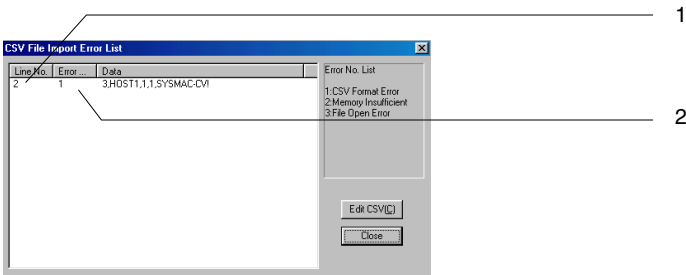 1
CSV File Import Error List
Line No. Error ... Data
2 1 3,HOST1,1,1,SYSMAC-CV!
Error No. List
1:CSV Format Error
2:Memory Insufficient
3:File Open Error
2
Edit CSV(C)
Close